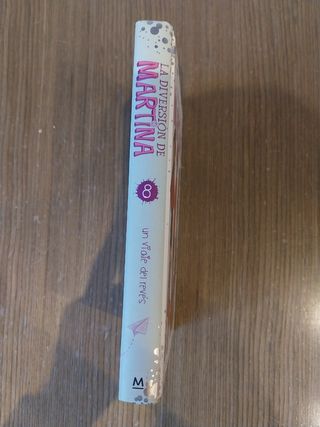 LA DIVERSIÓN DE
MARTINA
8
un viaje del revés
M